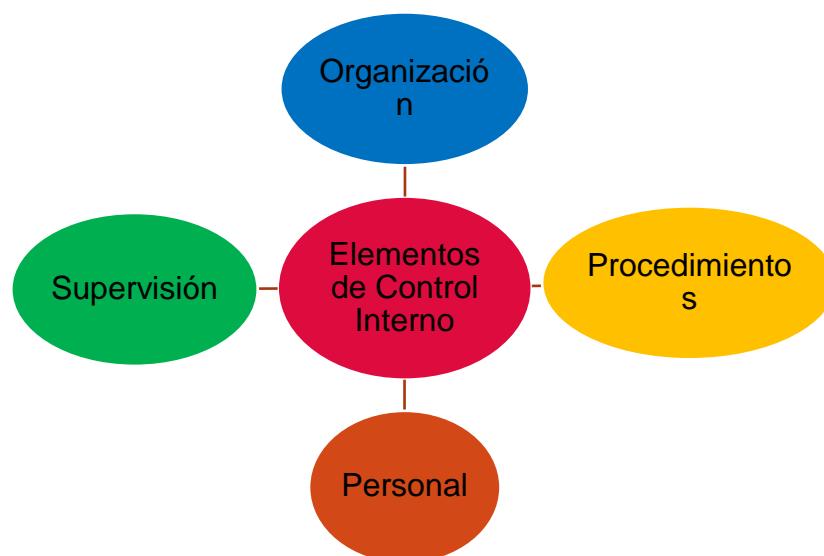 Organizació
n
Supervisión
Elementos
de Control
Interno
Procedimiento
s
Personal